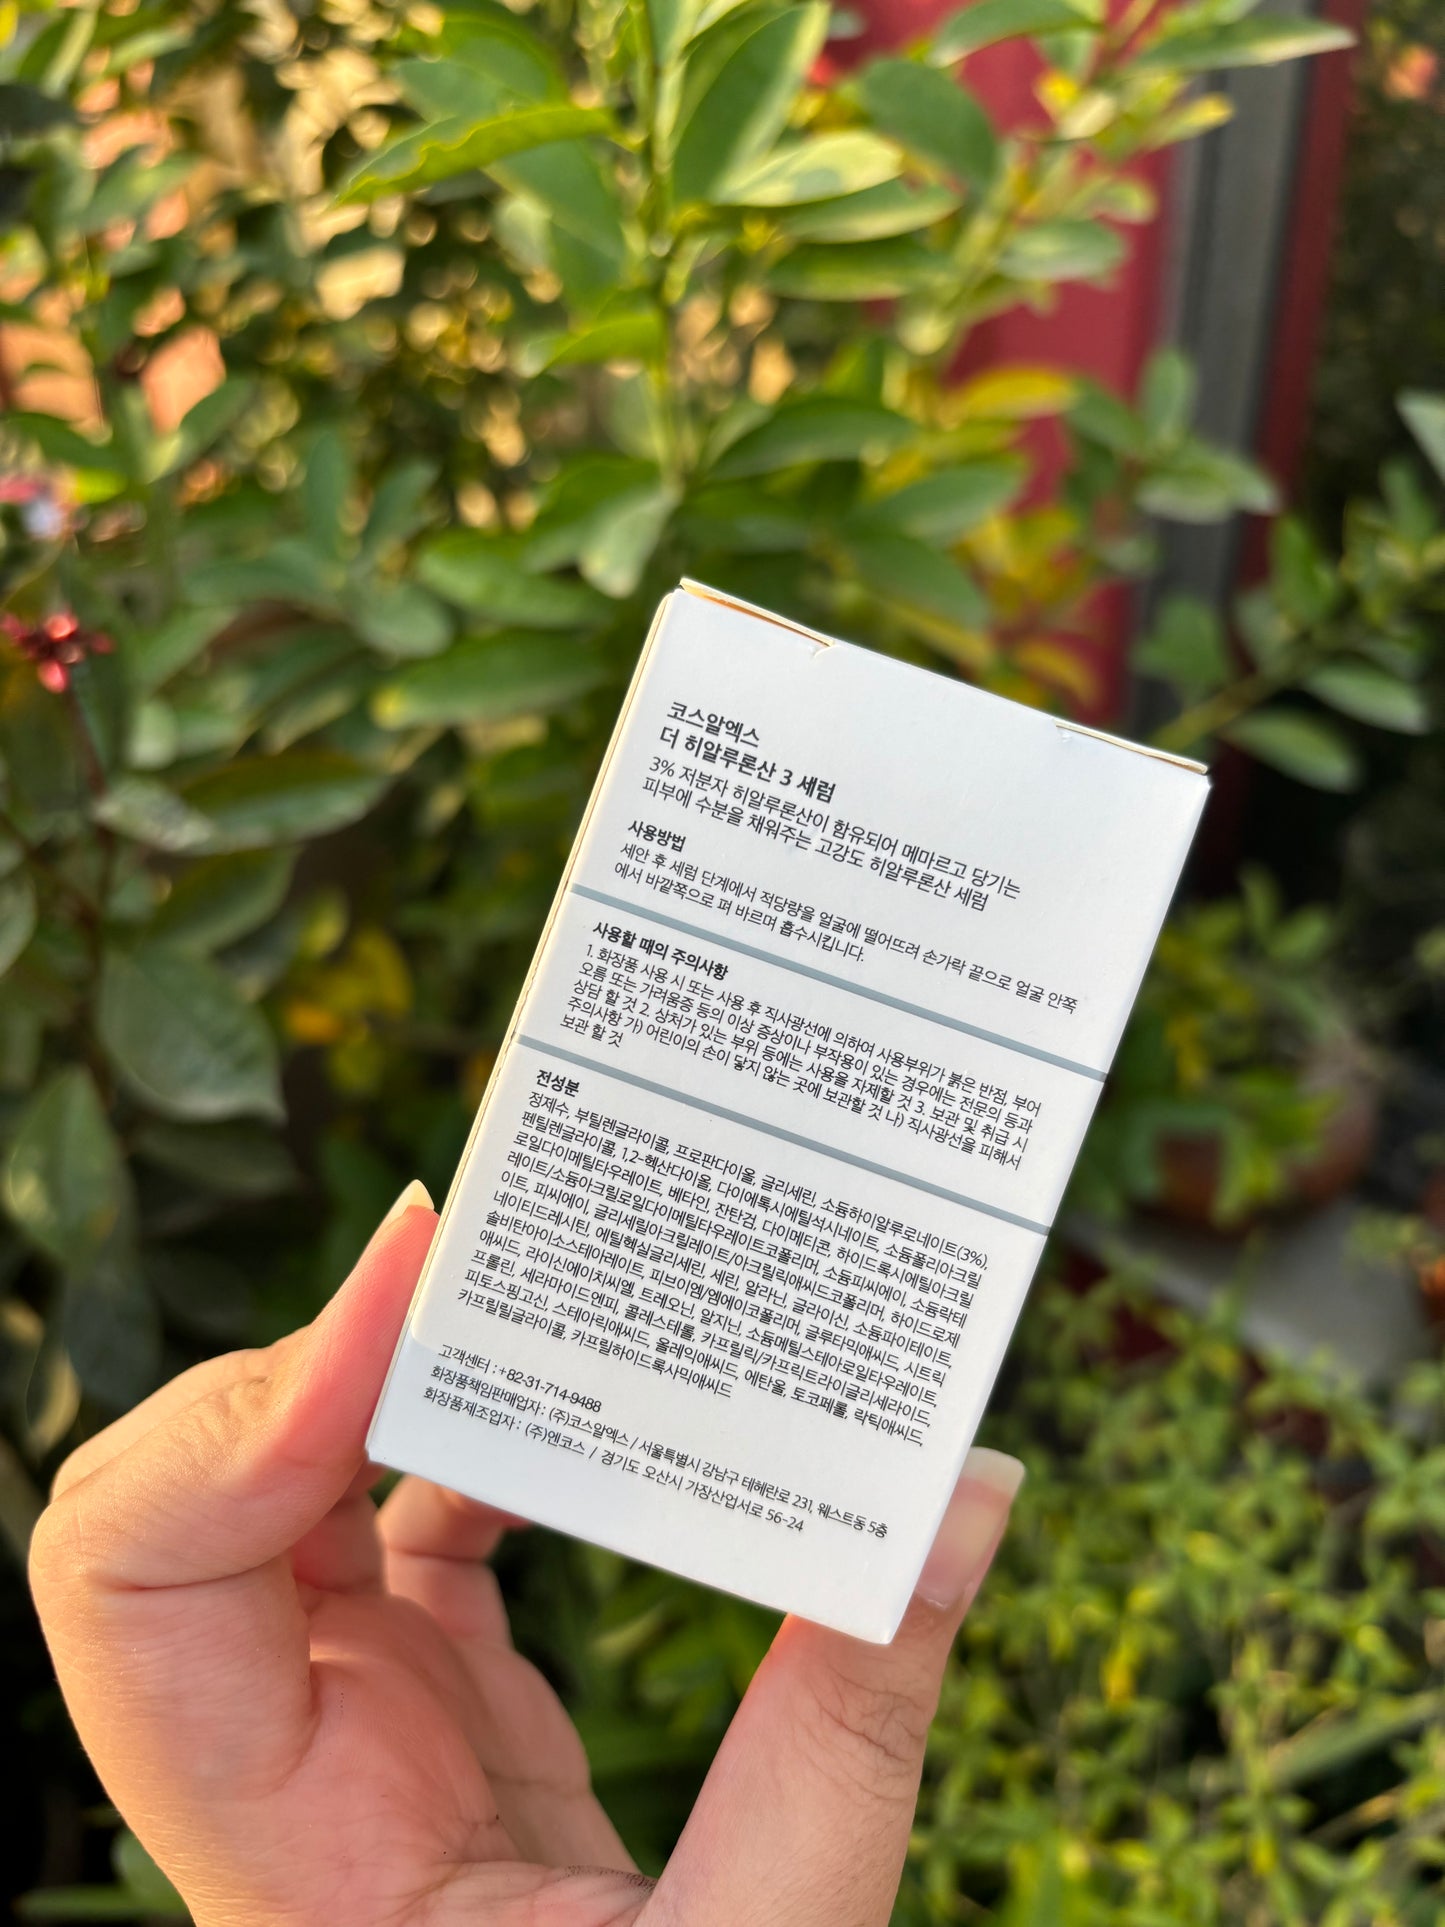 코스알엑스
더 히알루론산 3 세럼
3% 저분자 히알루론산이 함유되어 메마르고 당기는
피부에 수분을 채워주는 고강도 히알루론산 세럼
사용방법
세안 후 세럼 단계에서 적당량을 얼굴에 떨어뜨려 손가락 끝으로 얼굴 안쪽
에서 바깥쪽으로 펴 바르며 흡수시킵니다.
사용할 때의 주의사항
1. 화장품 사용 시 또는 사용 후 직사광선에 의하여 사용부위가 붉은 반점, 부어
오름 또는 가려움증 등의 이상 증상이나 부작용이 있는 경우에는 전문의 등과
상담 할 것 2. 상처가 있는 부위 등에는 사용을 자제할 것 3. 보관 및 취급 시
주의사항 가) 어린이의 손이 닿지 않는 곳에 보관할 것 나) 직사광선을 피해서
보관 할 것
전성분
정제수, 부틸렌글라이콜, 프로판다이올, 글리세린, 소듐하이알루로네이트(3%),
펜틸렌글라이콜, 1,2-헥산다이올, 다이에톡시에틸석시네이트, 소듐폴리아크릴
로일다이메틸타우레이트, 베타인, 잔탄검, 다이메티콘, 하이드록시에틸아크릴
레이트/소듐아크릴로일다이메틸타우레이트코폴리머, 소듐피씨에이, 소듐락테
이트, 피씨에이, 글리세릴아크릴레이트/아크릴릭애씨드코폴리머, 하이드로제
네이티드레시틴, 에틸헥실글리세린, 세린, 알라닌, 글라이신, 소듐파이테이트,
솔비탄아이소스테아레이트, 피브이엠/엠에이코폴리머, 글루타믹애씨드, 시트릭
애씨드, 라이신에이치씨엘, 트레오닌, 알지닌, 소듐메틸스테아로일타우레이트,
프롤린, 세라마이드엔피, 콜레스테롤, 카프릴릭/카프릭트라이글리세라이드,
피토스핑고신, 스테아릭애씨드, 올레익애씨드, 에탄올, 토코페롤, 락틱애씨드,
카프릴릴글라이콜, 카프릴하이드록사믹애씨드
고객센터 : +82-31-714-9488
화장품책임판매업자 : (주)코스알엑스 / 서울특별시 강남구 테헤란로 231, 웨스트동 5층
화장품제조업자 : (주)엔코스 / 경기도 오산시 가장산업서로 56-24